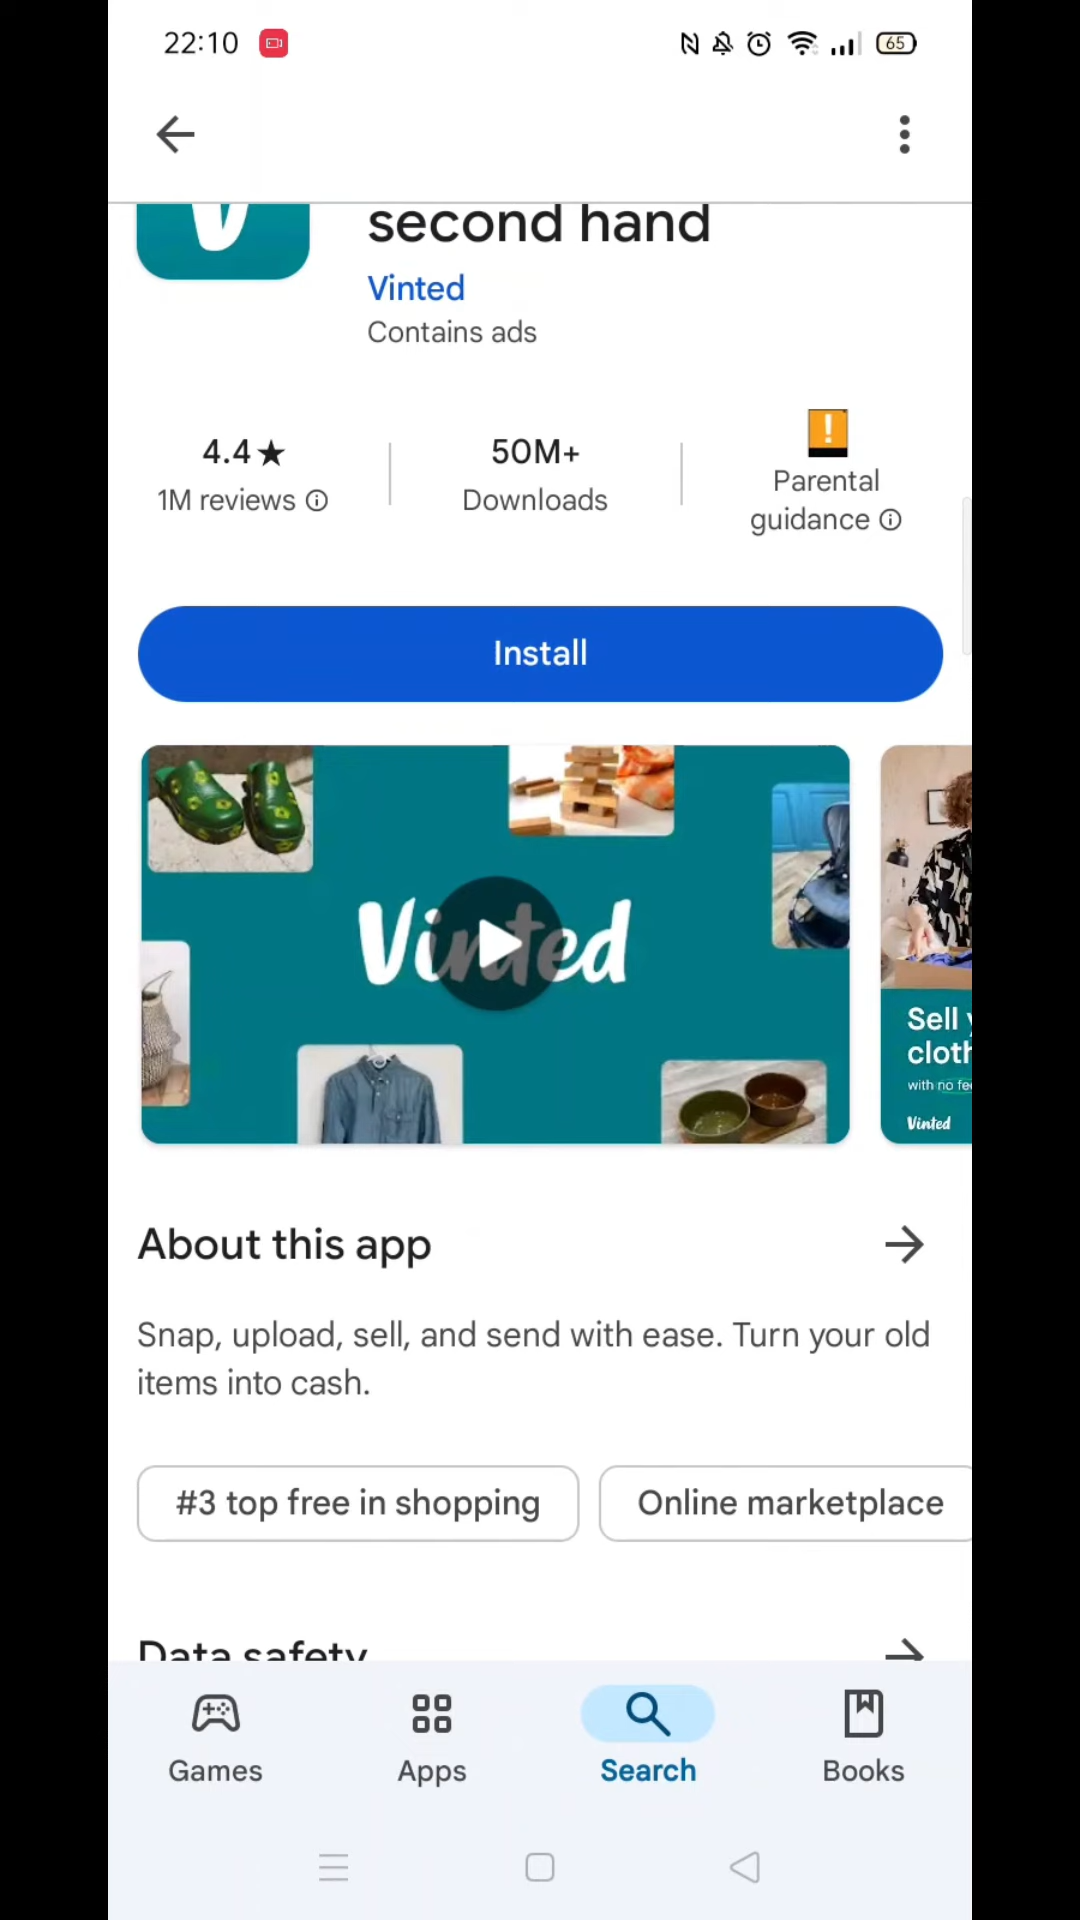 22:10
65
second hand
Vinted
Contains ads
4.4★
1M reviews
50M+
Downloads
!
Parental
guidance
Install
Vinted
Sell
cloth
with no fe
Vinted
About this app
Snap, upload, sell, and send with ease. Turn your old
items into cash.
#3 top free in shopping
Online marketplace
Data safety
Games
Apps
Search
Books